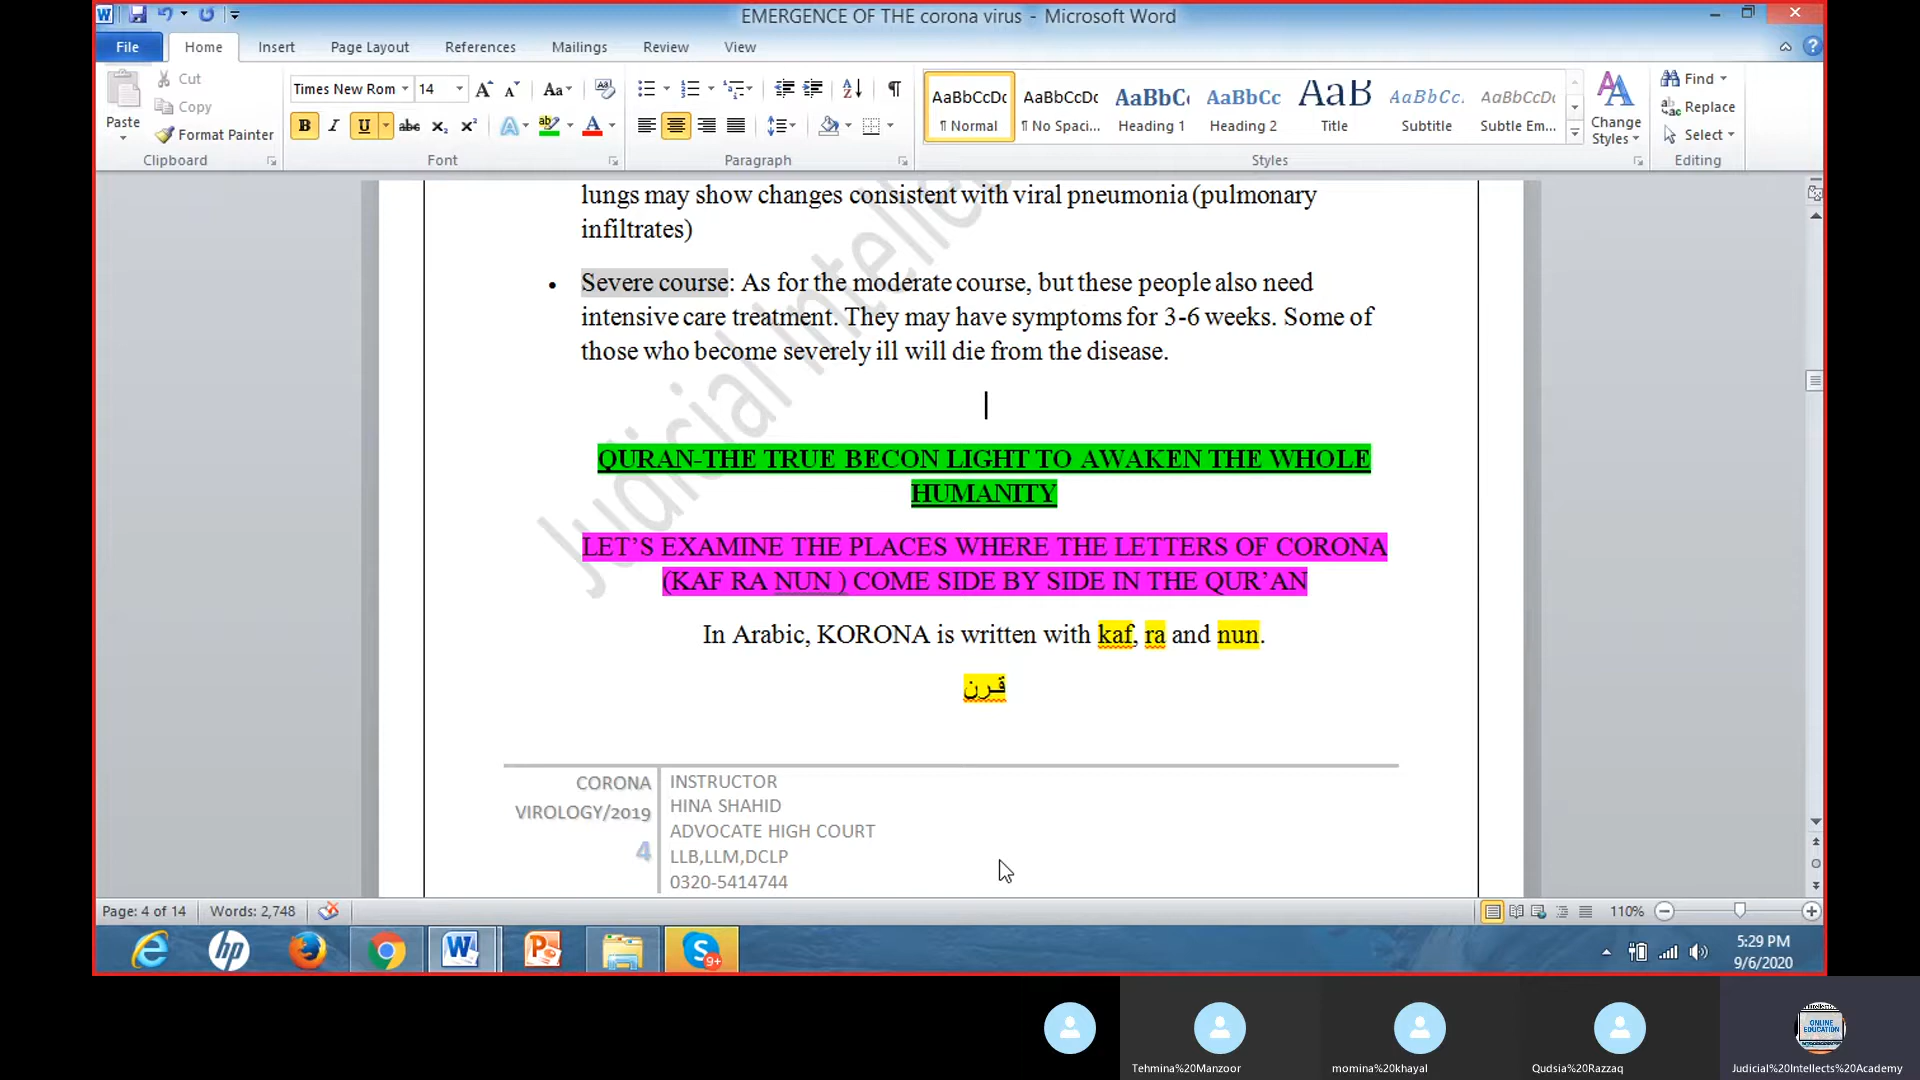 EMERGENCE OF THE corona virus - Microsoft Word
File Home Insert Page Layout References Mailings Review View
Paste
Cut
Copy
Format Painter
Clipboard
Times New Rom 14
Font
Paragraph
AaBbCcDc AaBbCcDc AaBbC AaBbCc AaB AaBbCc. AaBbCcDc
¶ Normal ¶ No Spaci... Heading 1 Heading 2 Title Subtitle Subtle Em...
Styles
Change
Styles
Find
Replace
Select
Editing
lungs may show changes consistent with viral pneumonia (pulmonary
infiltrates)
• Severe course: As for the moderate course, but these people also need
intensive care treatment. They may have symptoms for 3-6 weeks. Some of
those who become severely ill will die from the disease.
QURAN-THE TRUE BECON LIGHT TO AWAKEN THE WHOLE
HUMANITY
LET’S EXAMINE THE PLACES WHERE THE LETTERS OF CORONA
(KAF RA NUN ) COME SIDE BY SIDE IN THE QUR’AN
In Arabic, KORONA is written with kaf, ra and nun.
قـرن
Judicial Intellec
CORONA
VIROLOGY/2019
4
INSTRUCTOR
HINA SHAHID
ADVOCATE HIGH COURT
LLB,LLM,DCLP
0320-5414744
Page: 4 of 14 Words: 2,748 110%
9+
5:29 PM
9/6/2020
Tehmina%20Manzoor momina%20khayal Qudsia%20Razzaq Judicial%20Intellects%20Academy
ONLINE
EDUCATION